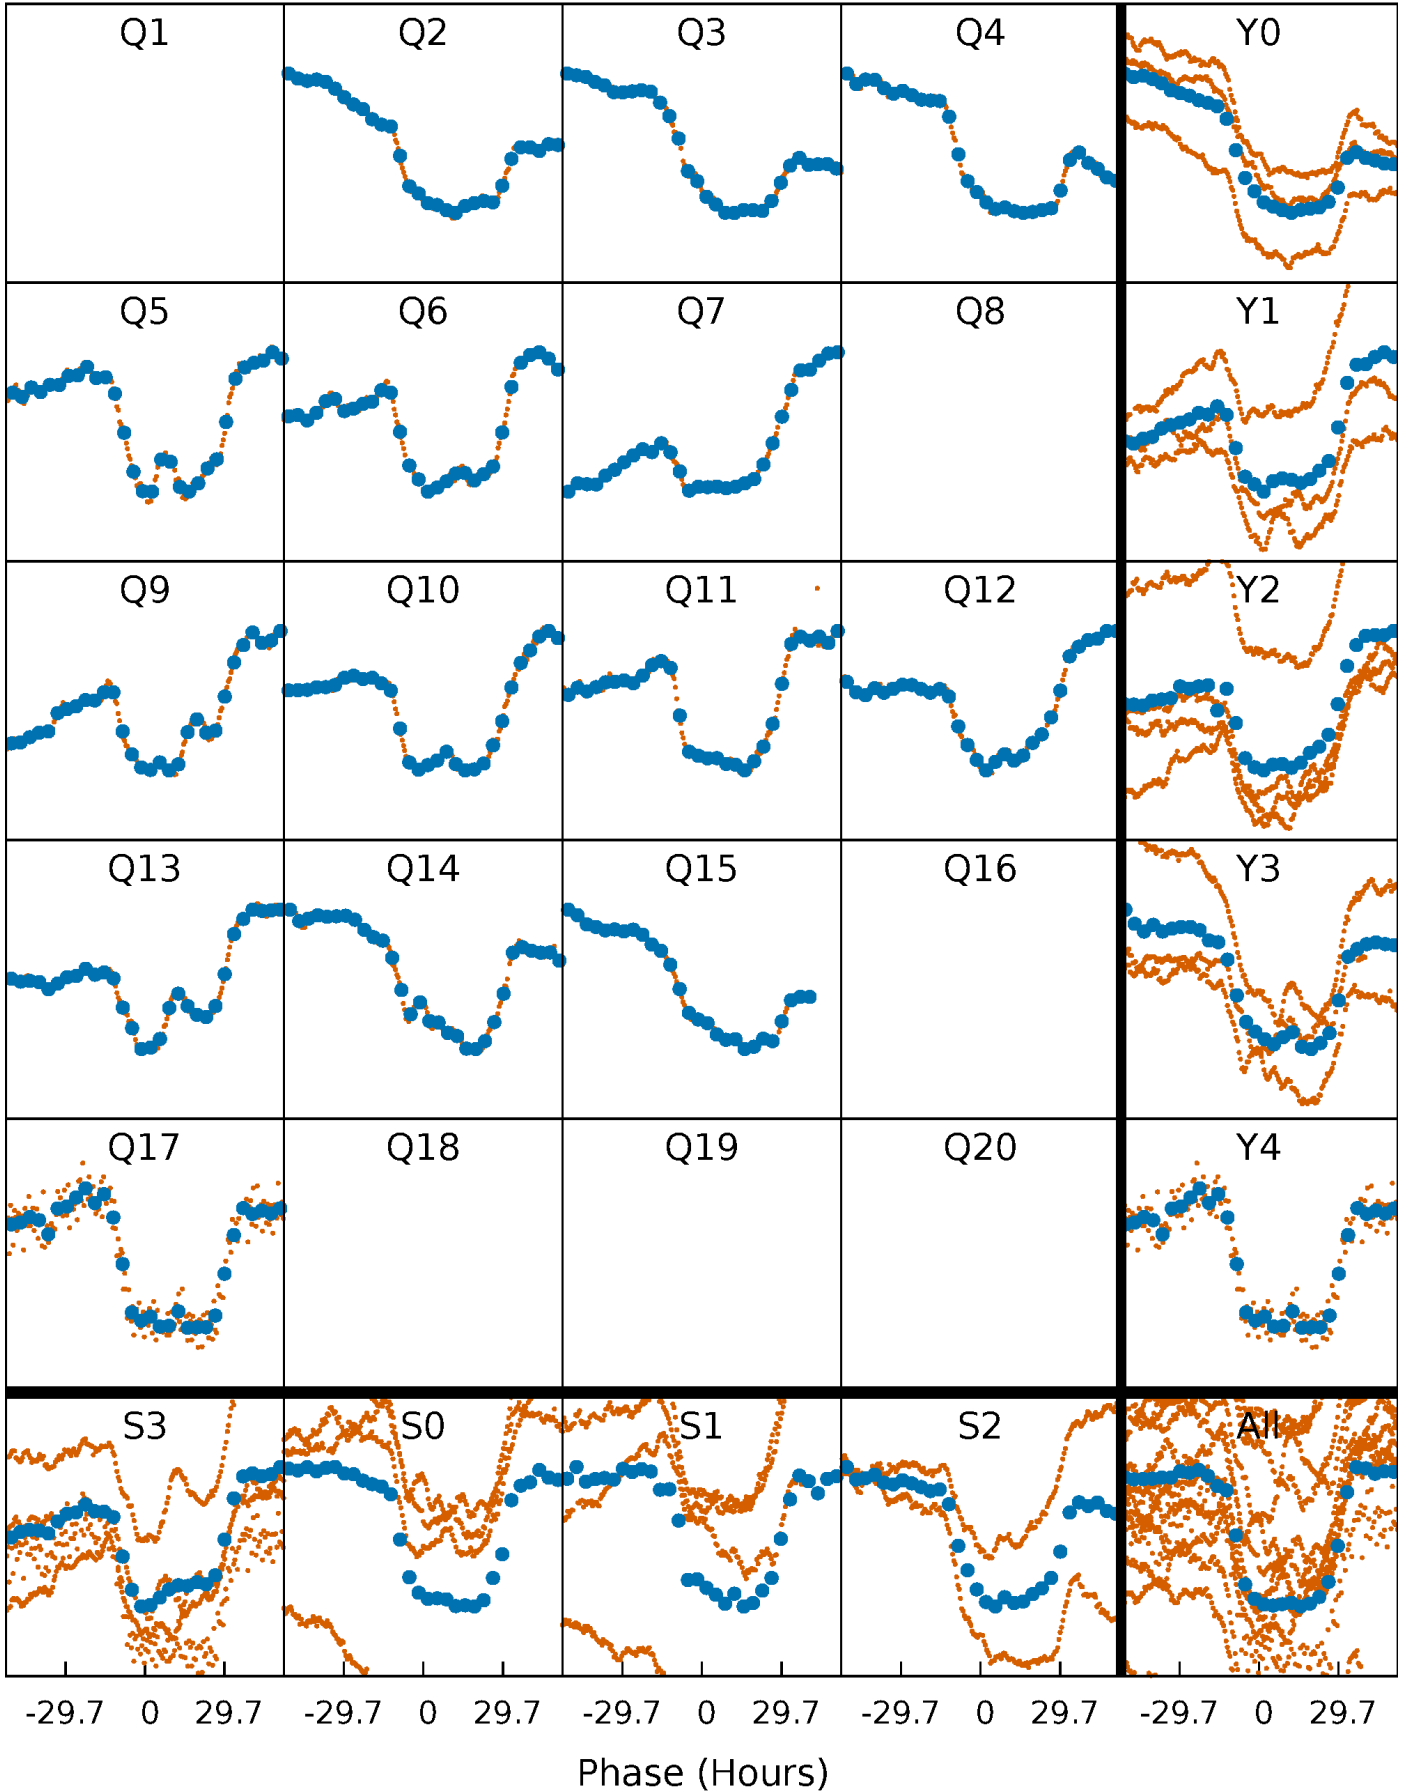 Q1 Q2 Q3 Q4 Y0
Q5 Q6 Q7 Q8 Y1
Q9 Q10 Q11 Q12 Y2
Q13 Q14 Q15 Q16 Y3
Q17 Q18 Q19 Q20 Y4
S3 S0 S1 S2 All
-29.7 0 29.7 -29.7 0 29.7 -29.7 0 29.7 -29.7 0 29.7 -29.7 0 29.7
Phase (Hours)